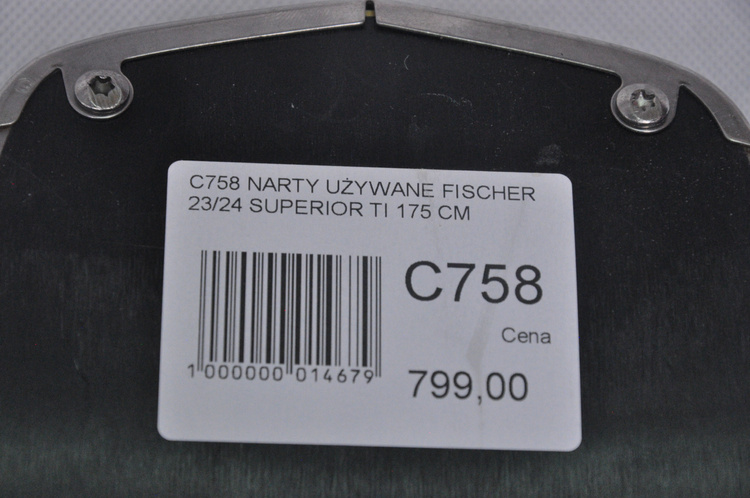 C758 NARTY UŻYWANE FISCHER
23/24 SUPERIOR TI 175 CM
C758
Cena
799,00
1 000000 014679